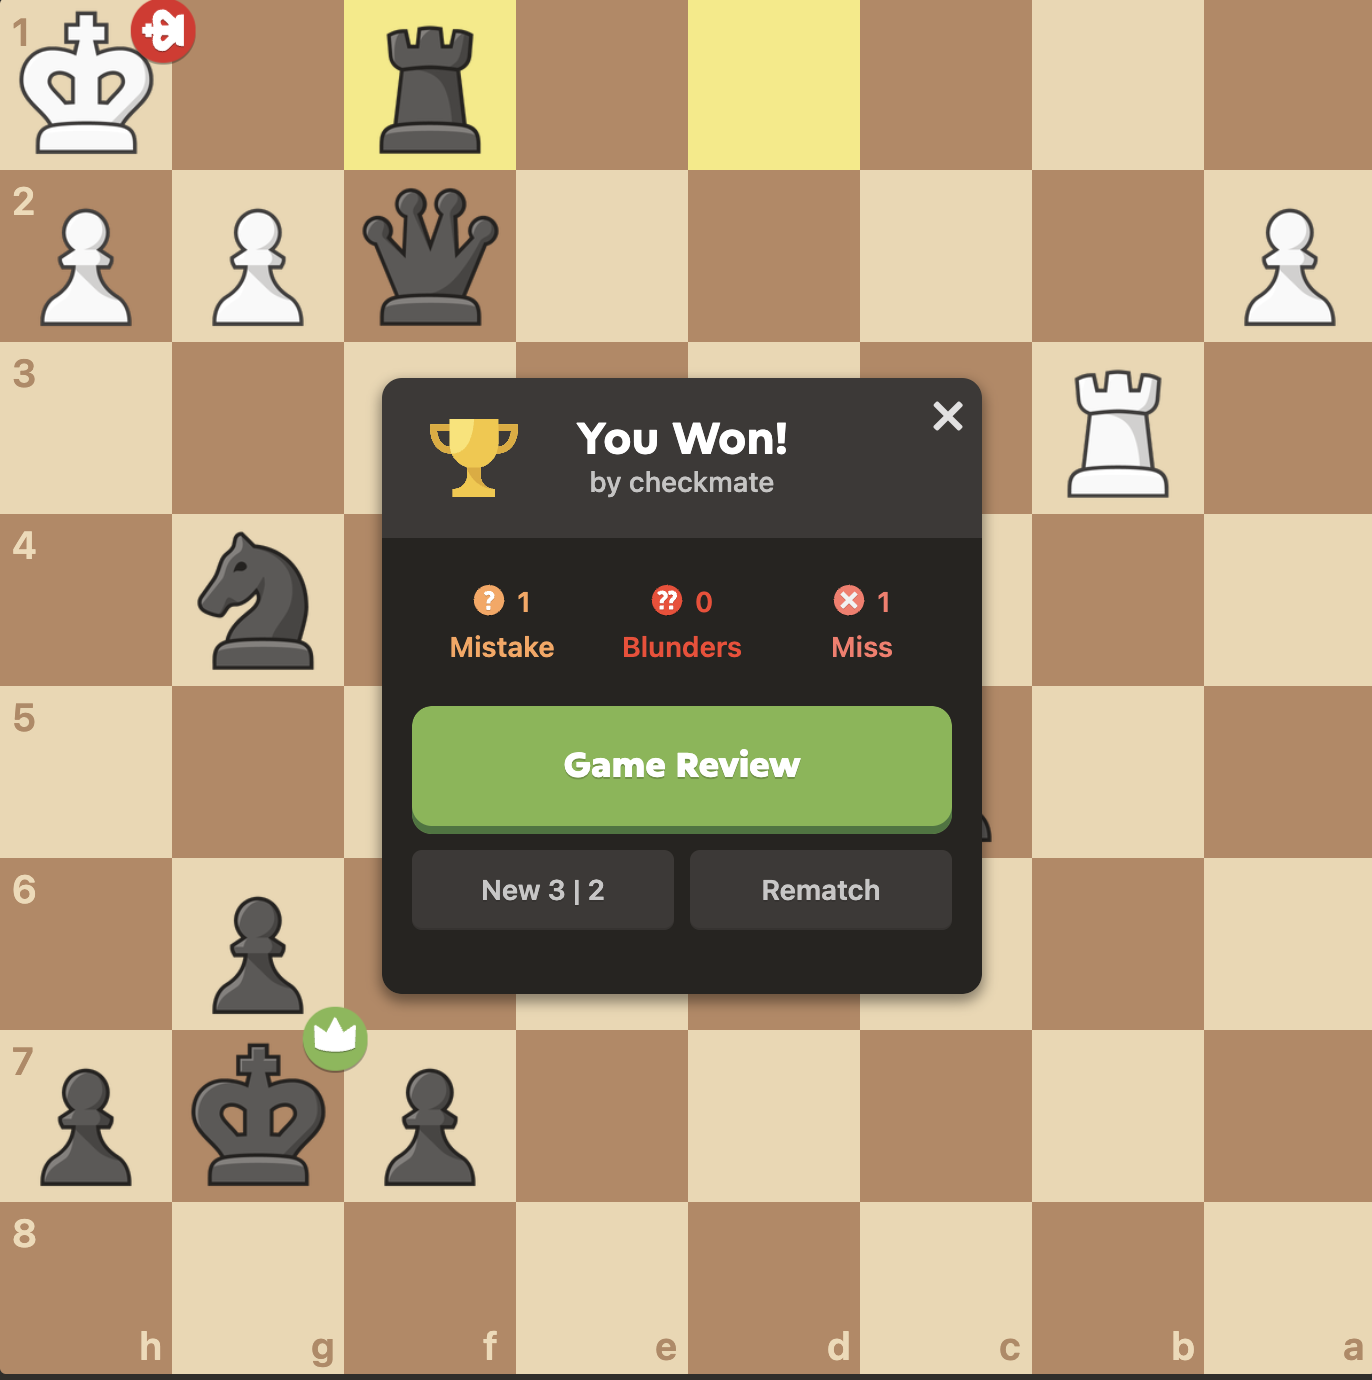 1
2
3
You Won!
by checkmate
4
? 1
?? 0
1
Mistake
Blunders
Miss
5
Game Review
6
New 3 | 2
Rematch
7
8
h g f e d c b a